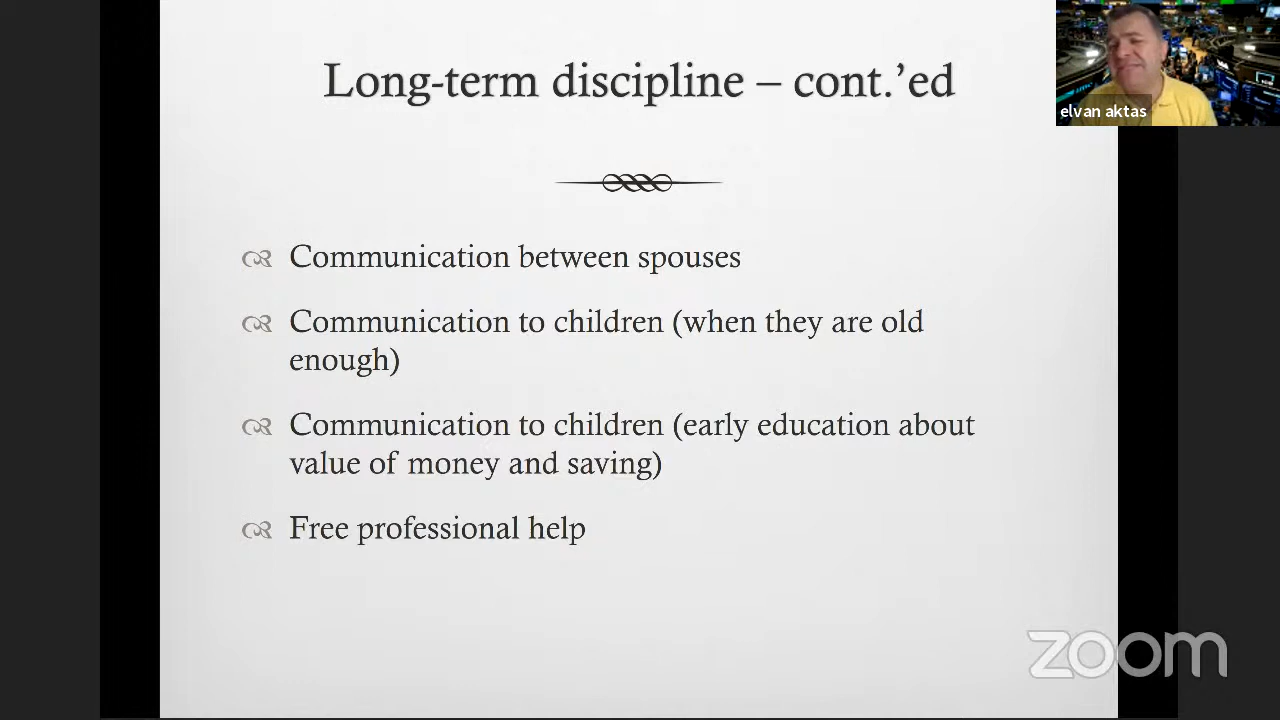 Long-term discipline – cont.’ed
elvan aktas
Communication between spouses
Communication to children (when they are old
enough)
Communication to children (early education about
value of money and saving)
Free professional help
zoom